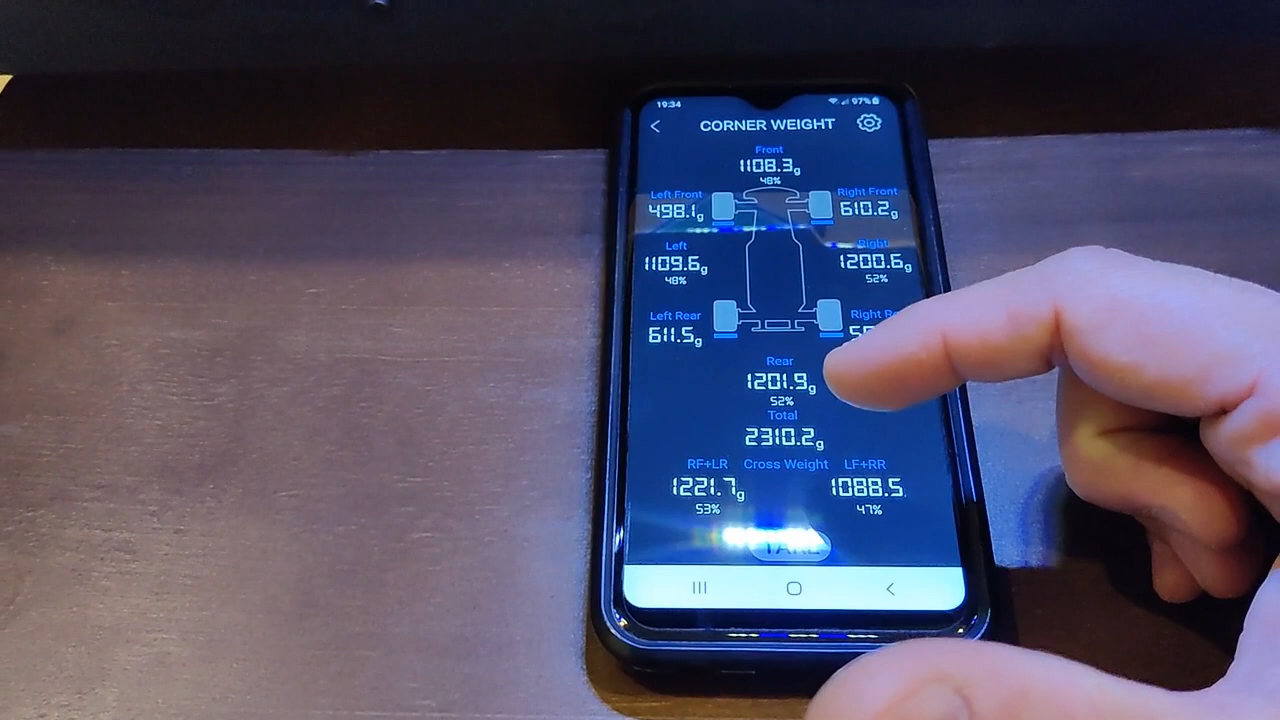 19:34 97%
CORNER WEIGHT
Front
1108.3g
48%
Left Front Right Front
498.1g 610.2g
Left Right
1109.6g 1200.6g
48% 52%
Left Rear Right
611.5g
Rear
1201.9g
52%
Total
2310.2g
RF+LR Cross Weight LF+RR
1221.7g 1088.5
53% 47%
TARE